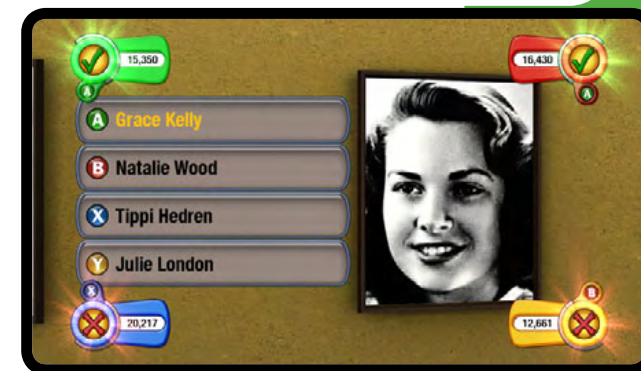 15,350
16,430
A
A
A Grace Kelly
B Natalie Wood
X Tippi Hedren
Y Julie London
X
B
20,217
12,661